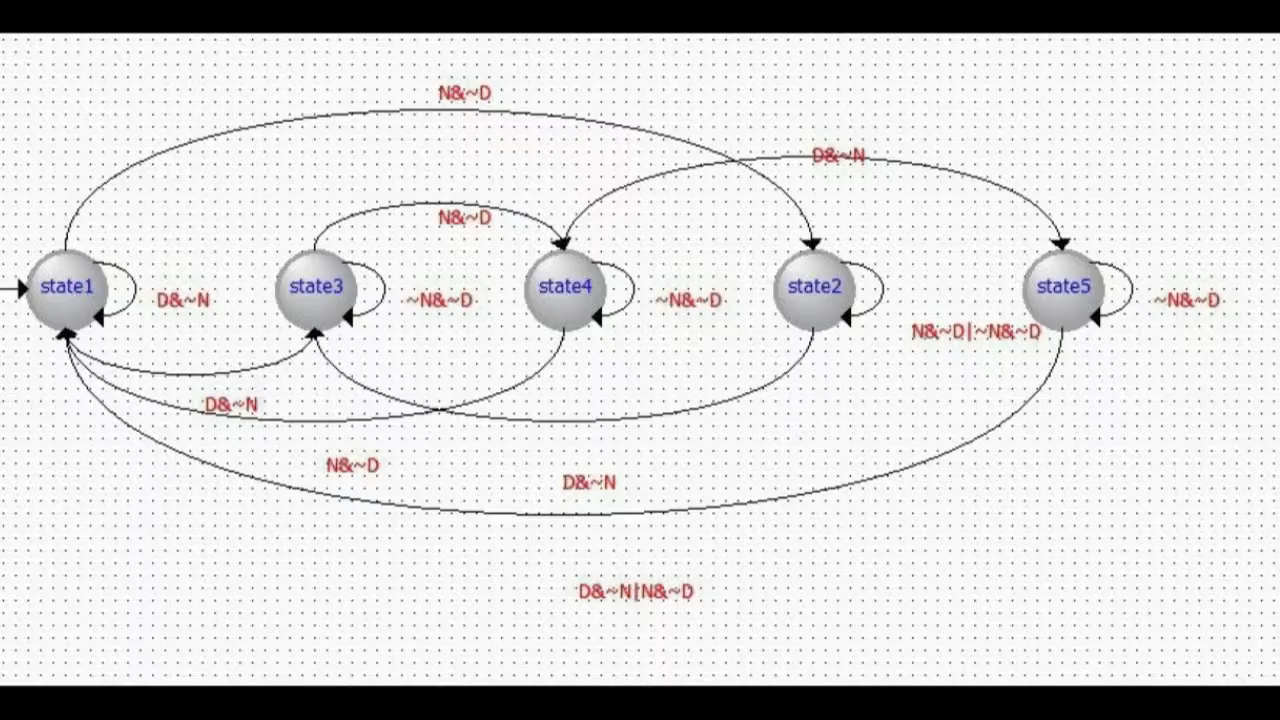 N&~D
D&~N
N&~D
state1
state3
state4
state2
state5
D&~N
~N&~D
~N&~D
~N&~D
N&~D|~N&~D
D&~N
N&~D
D&~N
D&~N|N&~D